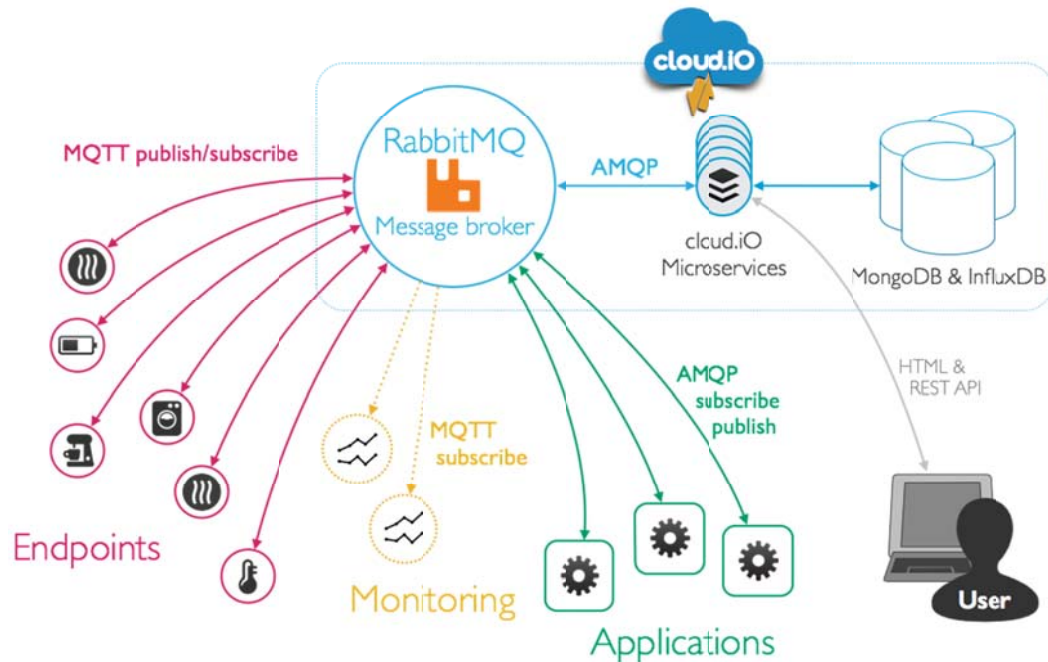 cloud.iO
RabbitMQ
Message broker
MQTT publish/subscribe
AMQP
cloud.iO
Microservices
MongoDB & InfluxDB
HTML &
REST API
AMQP
subscribe
publish
MQTT
subscribe
Endpoints
Monitoring
Applications
User